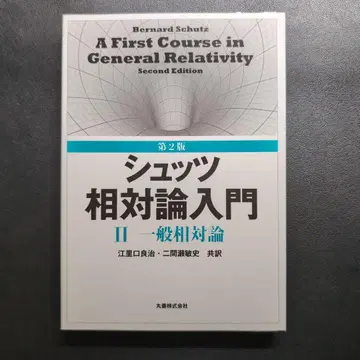 Bernard Schutz
A First Course in
General Relativity
Second Edition
第2版
シュッツ
相対論入門
II 一般相対論
江里口良治・二間瀬敏史 共訳
丸善株式会社